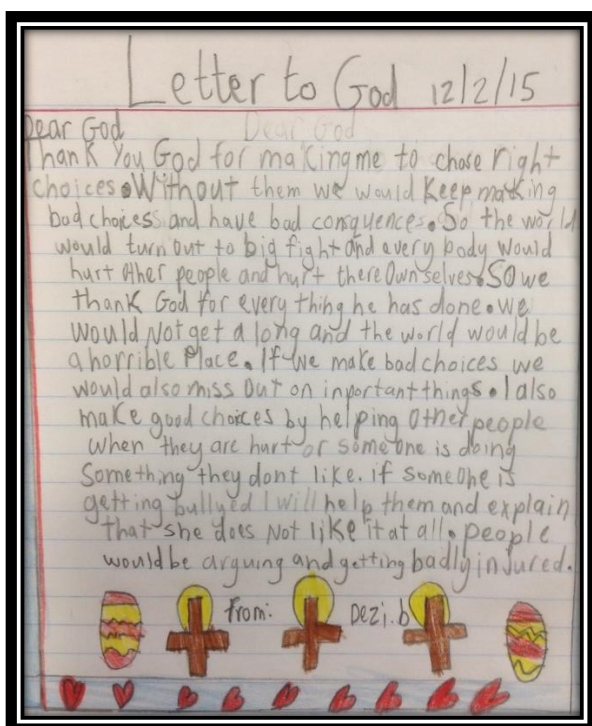 Letter to God 12/2/15
Dear God Dear God
Thank You God for making me to chose right
choices. Without them we would Keep making
bad choicess and have bad consquences. So the world
would turn out to big fight and every body would
hurt other people and hurt there Own selves. SO we
thank God for every thing he has done. we
would Not get a long and the world would be
a horrible Place. If we make bad choices we
would also miss Out on inportant things. I also
make good choices by helping Other people
when they are hurt or some one is doing
Something they dont like. if someone is
getting bullyed I will help them and explain
that she does Not like it at all. people
would be arguing and getting badly injured.
From: Dezi.b